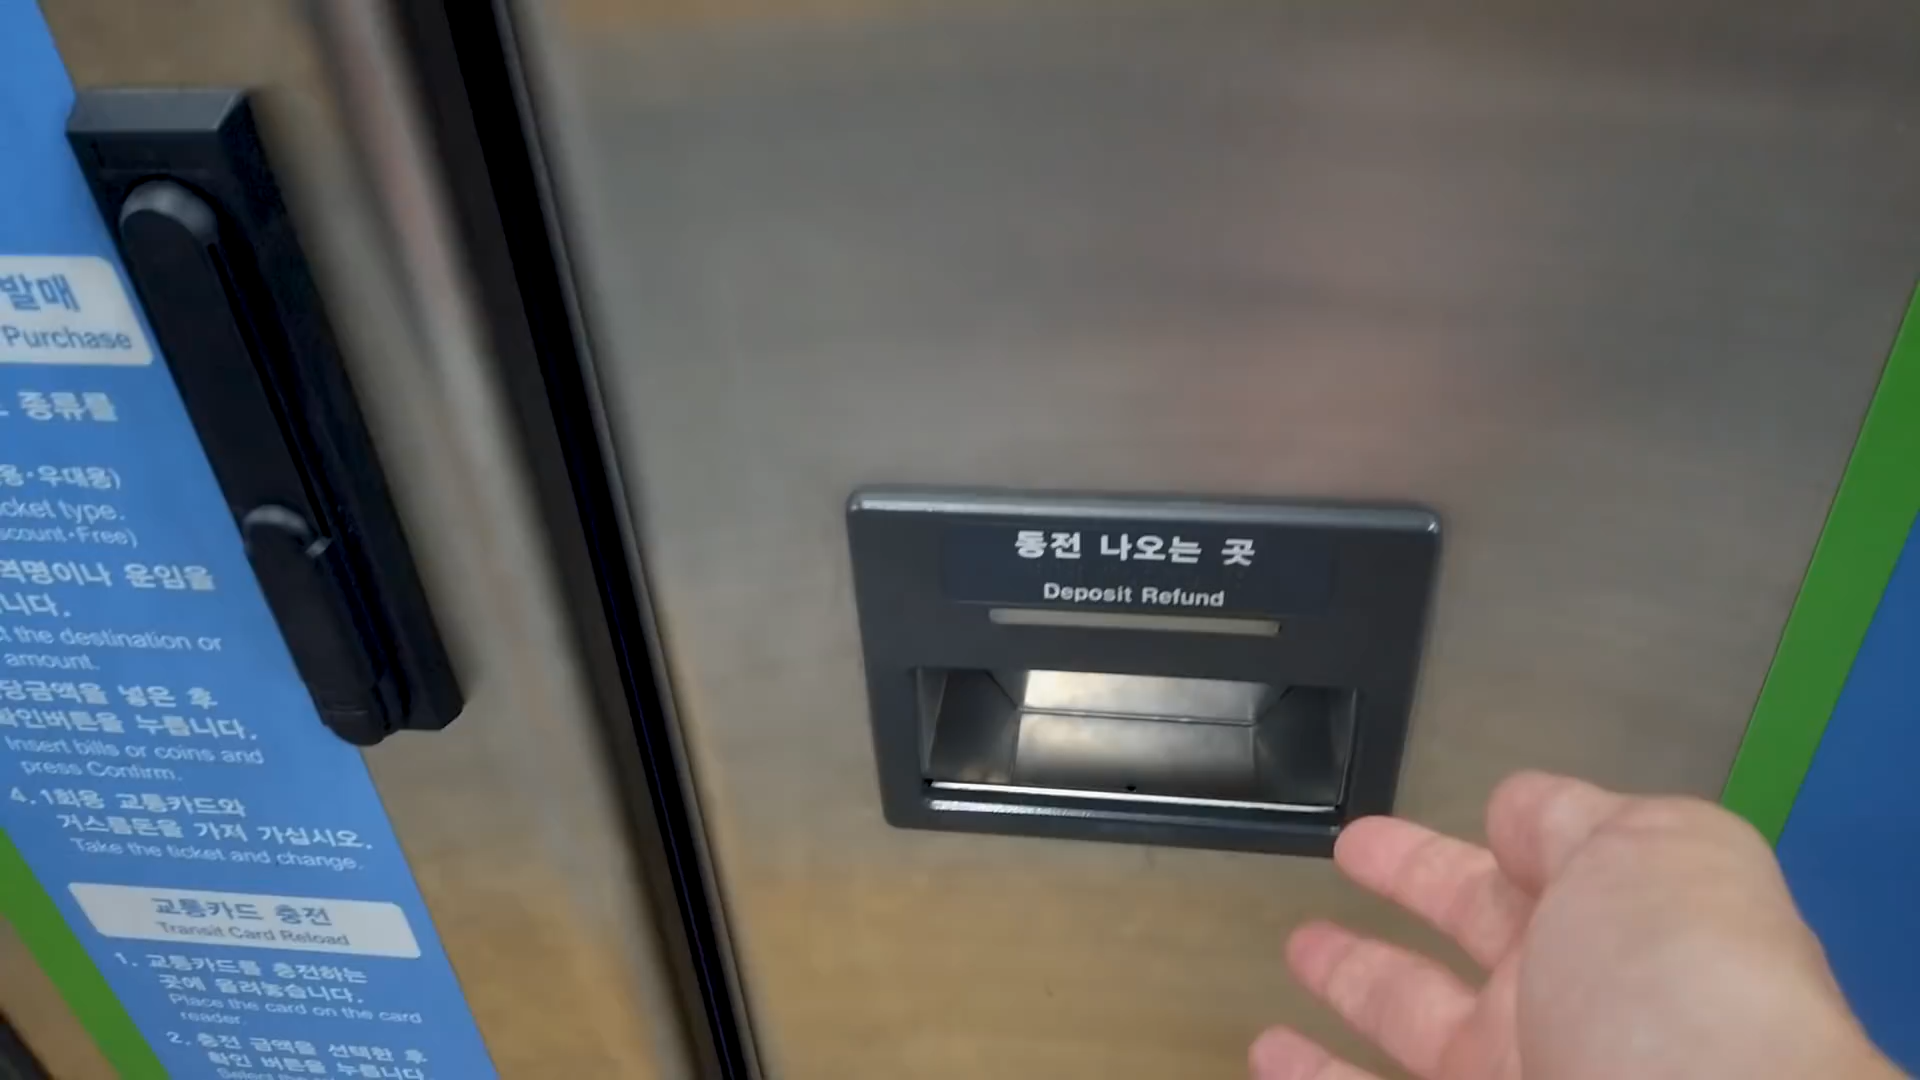 발매
Purchase
종류를
용·우대용)
icket type.
scount·Free)
역명이나 운임을
니다.
t the destination or
amount.
당금액을 넣은 후
확인버튼을 누릅니다.
Insert bills or coins and
press Confirm.
4.1회용 교통카드와
거스름돈을 가져 가십시오.
Take the ticket and change.
교통카드 충전
Transit Card Reload
1. 교통카드를 충전하는
곳에 올려놓습니다.
Place the card on the card
reader.
2. 충전 금액을 선택한 후
확인 버튼을 누릅니다
동전 나오는 곳
Deposit Refund